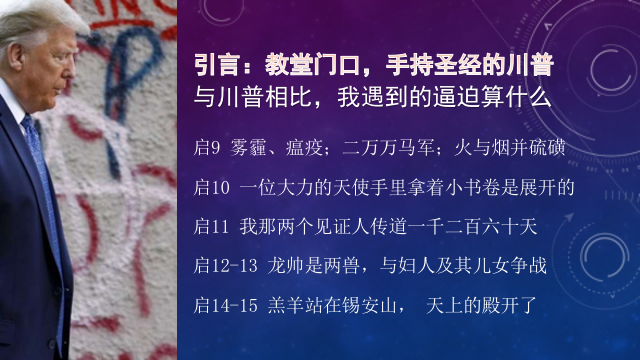 引言：教堂门口，手持圣经的川普
与川普相比，我遇到的逼迫算什么
启9 雾霾、瘟疫；二万万马军；火与烟并硫磺
启10 一位大力的天使手里拿着小书卷是展开的
启11 我那两个见证人传道一千二百六十天
启12-13 龙帅是两兽，与妇人及其儿女争战
启14-15 羔羊站在锡安山， 天上的殿开了